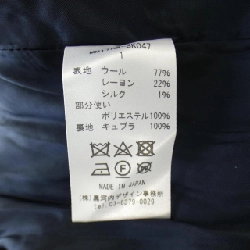 1
表地 ウール 77%
レーヨン 22%
シルク 1%
部分使い
ポリエステル100%
裏地 キュプラ 100%
MADE IN JAPAN